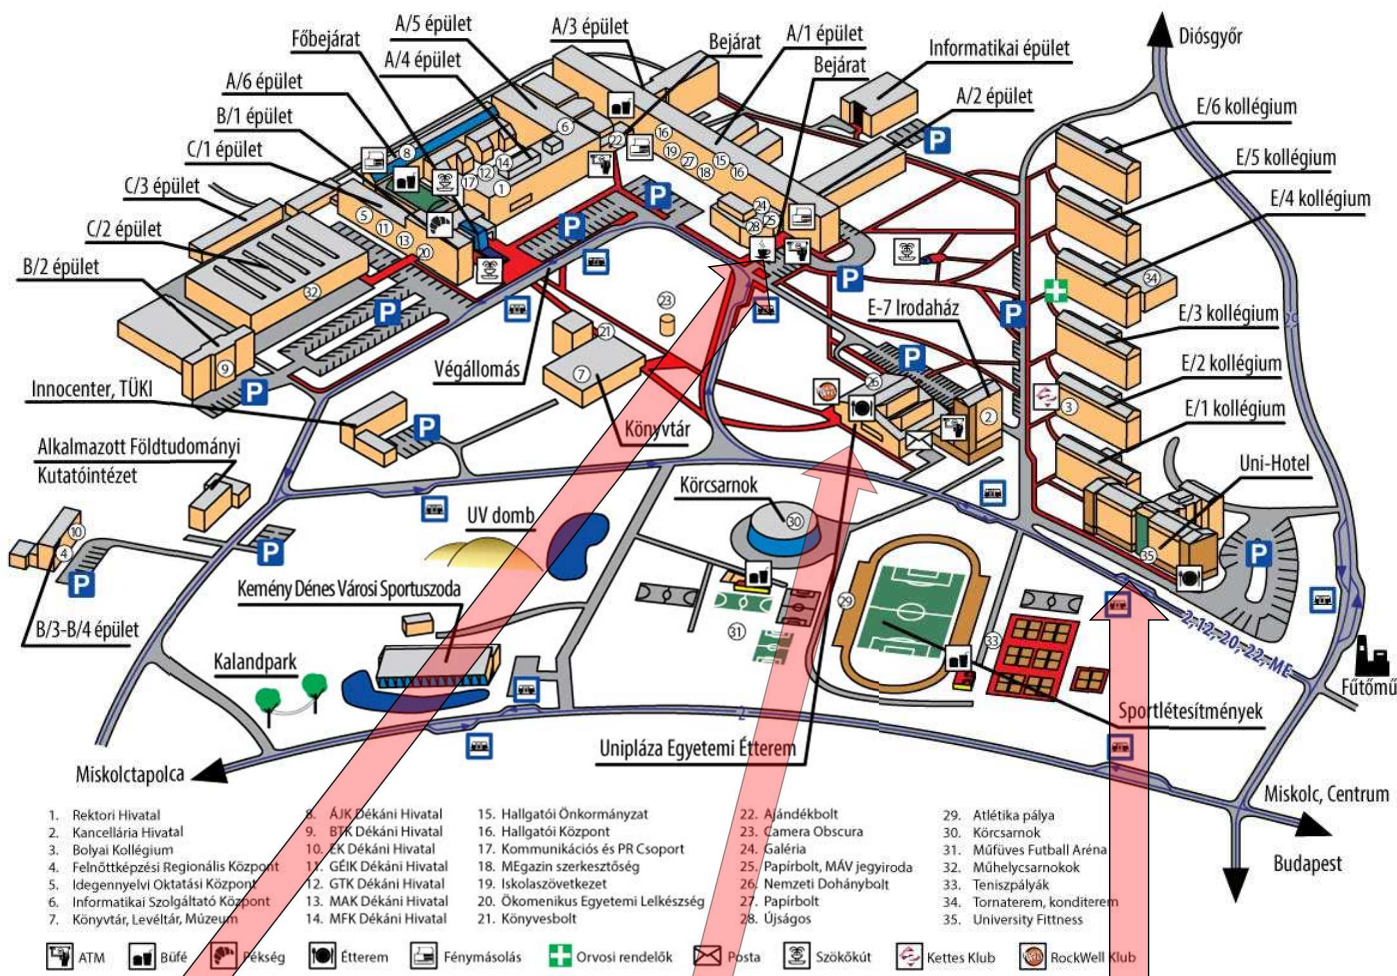 Diósgyőr
A/5 épület
A/3 épület
A/1 épület
Főbejárat
Bejárat
Informatikai épület
A/4 épület
Bejárat
A/6 épület
A/2 épület
E/6 kollégium
B/1 épület
C/1 épület
E/5 kollégium
C/3 épület
E/4 kollégium
C/2 épület
B/2 épület
E-7 Irodaház
E/3 kollégium
Végállomás
E/2 kollégium
Innocenter, TÜKI
E/1 kollégium
Könyvtár
Alkalmazott Földtudományi
Kutatóintézet
Uni-Hotel
Körcsarnok
UV domb
Kemény Dénes Városi Sportuszoda
B/3-B/4 épület
2, 12, 20, 22, ME
Kalandpark
Fűtőmű
Sportlétesítmények
Unipláza Egyetemi Étterem
Miskolctapolca
Miskolc, Centrum
Budapest
1. Rektori Hivatal
2. Kancellária Hivatal
3. Bolyai Kollégium
4. Felnőttképzési Regionális Központ
5. Idegennyelvi Oktatási Központ
6. Informatikai Szolgáltató Központ
7. Könyvtár, Levéltár, Múzeum
8. ÁJK Dékáni Hivatal
9. BTK Dékáni Hivatal
10. EK Dékáni Hivatal
11. GÉIK Dékáni Hivatal
12. GTK Dékáni Hivatal
13. MAK Dékáni Hivatal
14. MFK Dékáni Hivatal
15. Hallgatói Önkormányzat
16. Hallgatói Központ
17. Kommunikációs és PR Csoport
18. MEgazin szerkesztőség
19. Iskolaszövetkezet
20. Ökomenikus Egyetemi Lelkészség
21. Könyvesbolt
22. Ajándékbolt
23. Camera Obscura
24. Galéria
25. Papírbolt, MÁV jegyiroda
26. Nemzeti Dohánybolt
27. Papírbolt
28. Újságos
29. Atlétika pálya
30. Körcsarnok
31. Műfüves Futball Aréna
32. Műhelycsarnokok
33. Teniszpályák
34. Tornaterem, konditerem
35. University Fittness
ATM
Büfé
Pékség
Étterem
Fénymásolás
Orvosi rendelők
Posta
Szökőkút
Kettes Klub
RockWell Klub